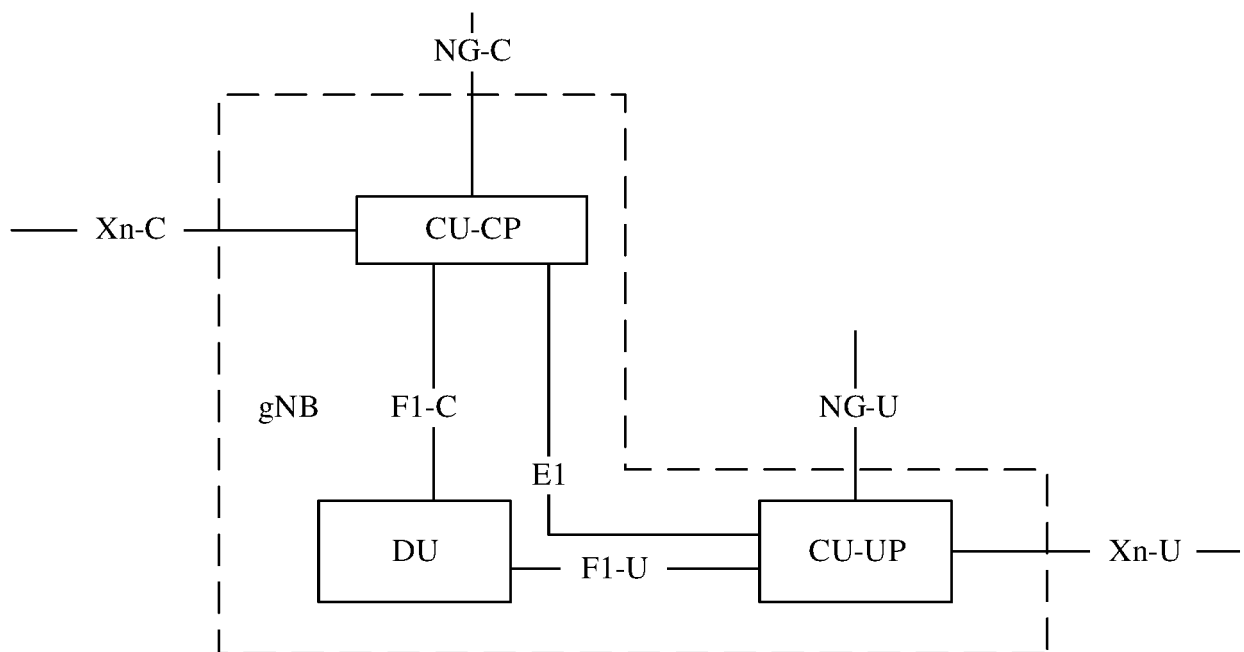 NG-C
Xn-C
CU-CP
gNB
F1-C
NG-U
E1
DU
F1-U
CU-UP
Xn-U